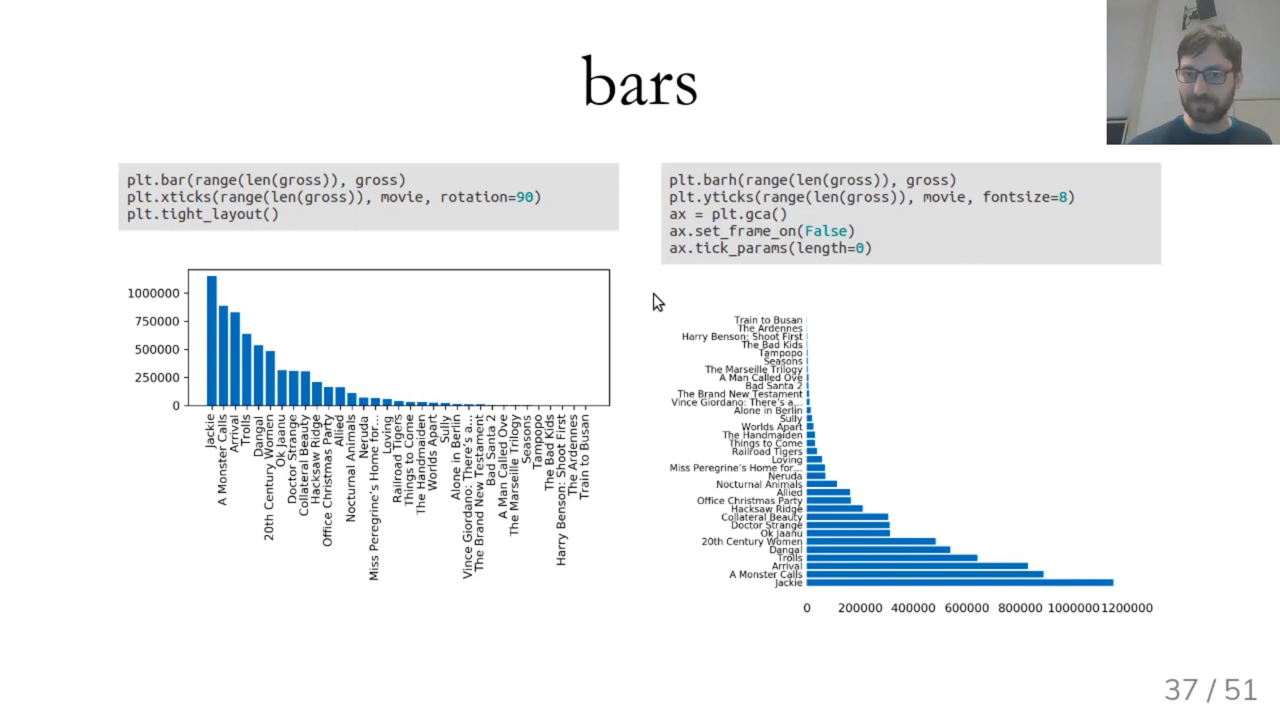 bars
plt.bar(range(len(gross)), gross)
plt.xticks(range(len(gross)), movie, rotation=90)
plt.tight_layout()
1000000
750000
500000
250000
0
Jackie
A Monster Calls
Arrival
Trolls
Dangal
20th Century Women
Ok Jaanu
Doctor Strange
Collateral Beauty
Hacksaw Ridge
Office Christmas Party
Allied
Nocturnal Animals
Neruda
Miss Peregrine's Home for...
Loving
Railroad Tigers
Things to Come
The Handmaiden
Worlds Apart
Sully
Alone in Berlin
Vince Giordano: There's a...
The Brand New Testament
Bad Santa 2
A Man Called Ove
The Marseille Trilogy
Seasons
Tampopo
The Bad Kids
Harry Benson: Shoot First
The Ardennes
Train to Busan
plt.barh(range(len(gross)), gross)
plt.yticks(range(len(gross)), movie, fontsize=8)
ax = plt.gca()
ax.set_frame_on(False)
ax.tick_params(length=0)
Train to Busan
The Ardennes
Harry Benson: Shoot First
The Bad Kids
Tampopo
Seasons
The Marseille Trilogy
A Man Called Ove
Bad Santa 2
The Brand New Testament
Vince Giordano: There's a...
Alone in Berlin
Sully
Worlds Apart
The Handmaiden
Things to Come
Railroad Tigers
Loving
Miss Peregrine's Home for...
Neruda
Nocturnal Animals
Allied
Office Christmas Party
Hacksaw Ridge
Collateral Beauty
Doctor Strange
Ok Jaanu
20th Century Women
Dangal
Trolls
Arrival
A Monster Calls
Jackie
0 200000 400000 600000 800000 1000000 1200000
37 / 51